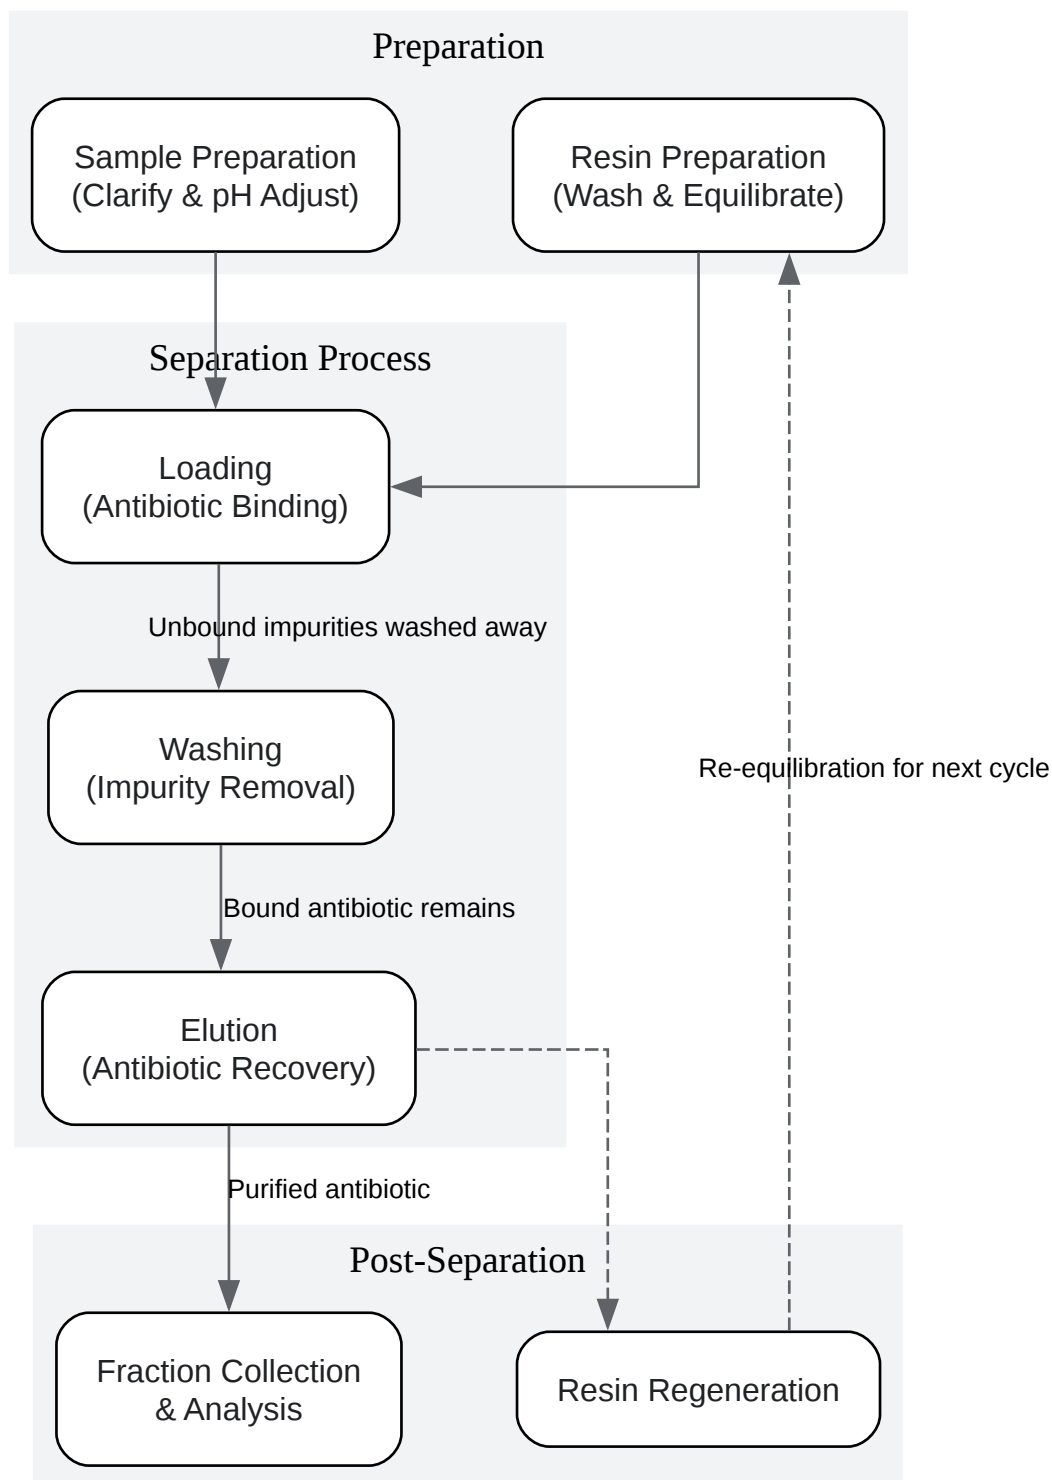 Preparation
Sample Preparation
(Clarify & pH Adjust)
Resin Preparation
(Wash & Equilibrate)
Separation Process
Loading
(Antibiotic Binding)
Unbound impurities washed away
Washing
(Impurity Removal)
Re-equilibration for next cycle
Bound antibiotic remains
Elution
(Antibiotic Recovery)
Purified antibiotic
Post-Separation
Fraction Collection
& Analysis
Resin Regeneration